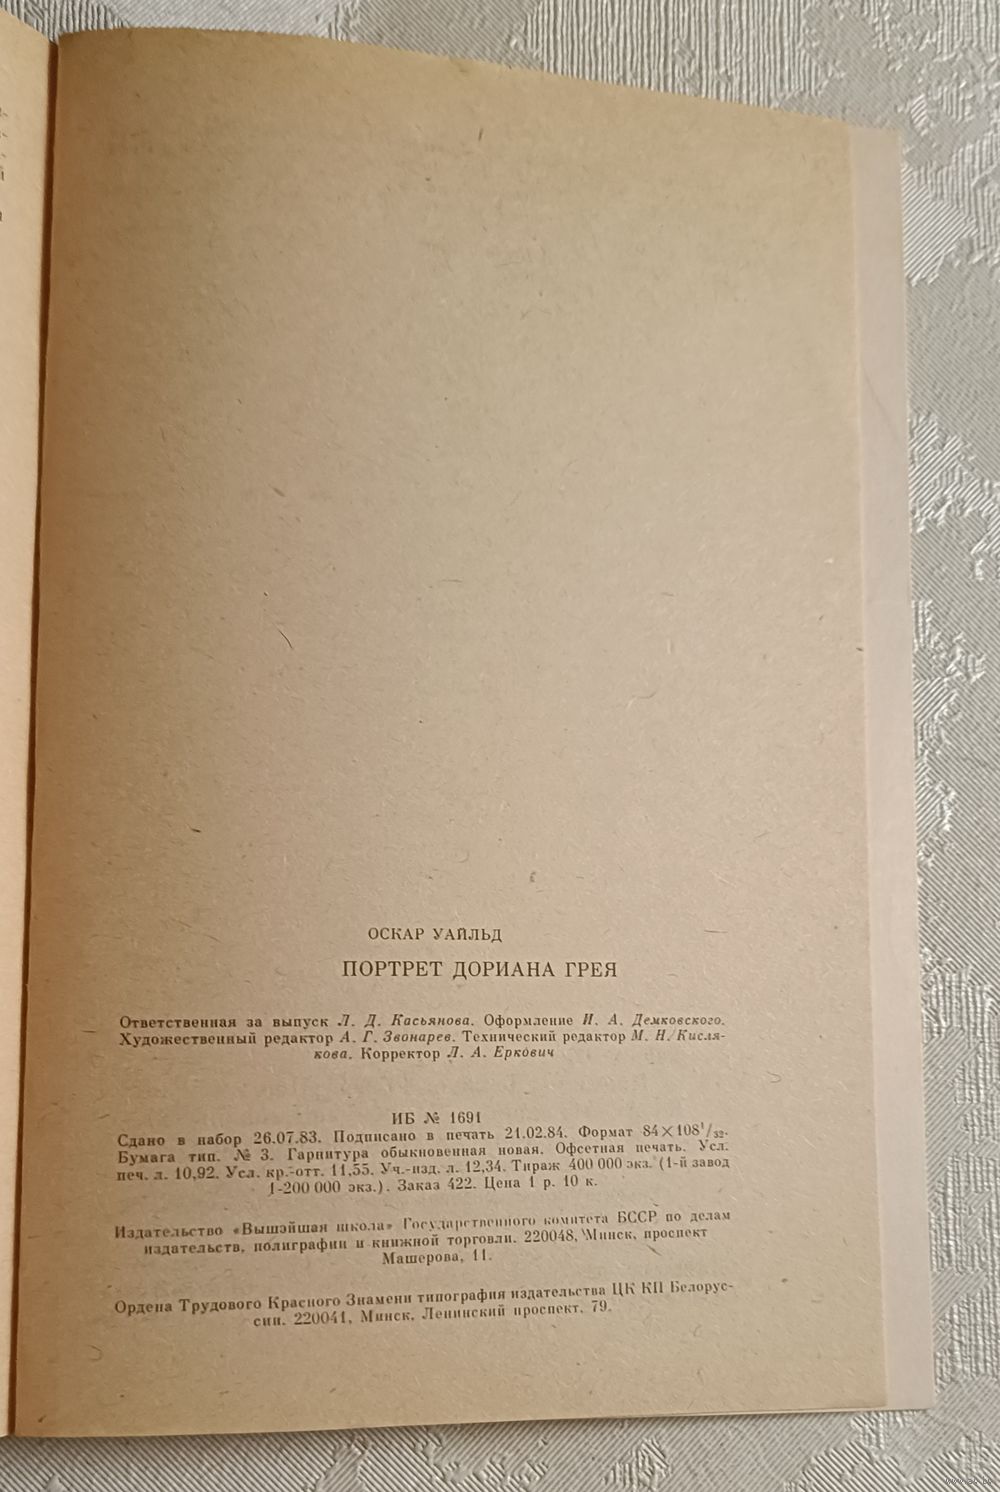 ОСКАР УАЙЛЬД
ПОРТРЕТ ДОРИАНА ГРЕЯ
Ответственная за выпуск Л. Д. Касьянова. Оформление И. А. Демковского.
Художественный редактор А. Г. Звонарев. Технический редактор М. Н. Кисля-
кова. Корректор Л. А. Еркович
ИБ № 1691
Сдано в набор 26.07.83. Подписано в печать 21.02.84. Формат 84×108¹/₃₂.
Бумага тип. № 3. Гарнитура обыкновенная новая. Офсетная печать. Усл.
печ. л. 10,92. Усл. кр.-отт. 11,55. Уч.-изд. л. 12,34. Тираж 400 000 экз. (1-й завод
1-200 000 экз.). Заказ 422. Цена 1 р. 10 к.
Издательство «Вышэйшая школа» Государственного комитета БССР по делам
издательств, полиграфии и книжной торговли. 220048, Минск, проспект
Машерова, 11.
Ордена Трудового Красного Знамени типография издательства ЦК КП Белорус-
сии. 220041, Минск, Ленинский проспект, 79.